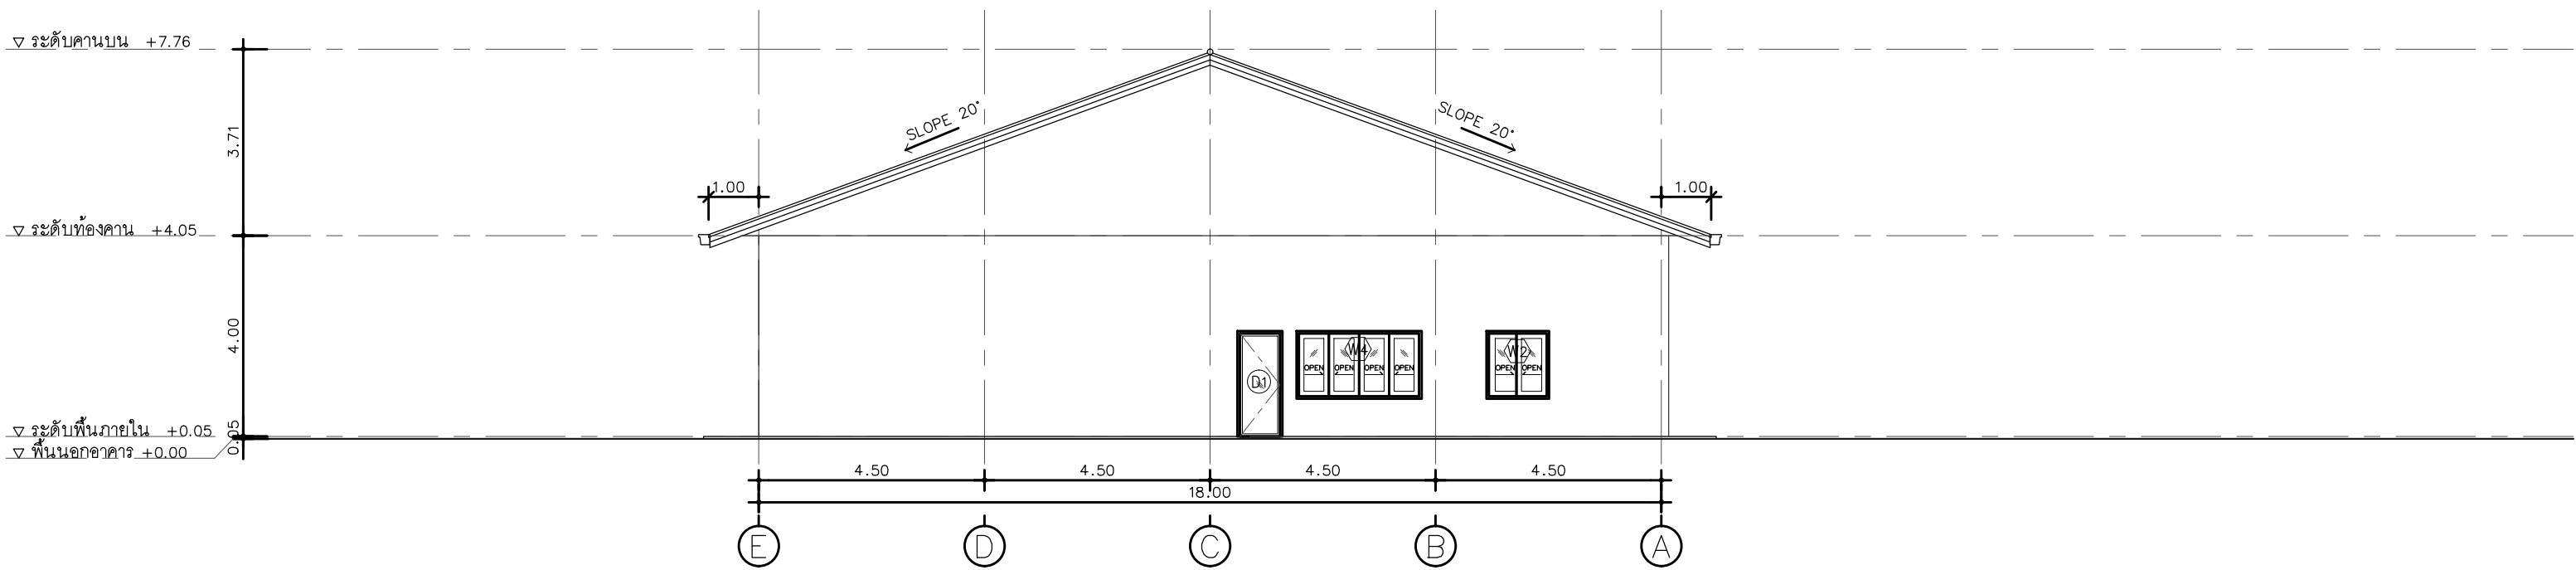 ▽ ระดับคานบน +7.76
3.71
SLOPE 20°
SLOPE 20°
1.00
1.00
▽ ระดับท้องคาน +4.05
4.00
W4
W2
OPEN OPEN OPEN OPEN
OPEN OPEN
D1
▽ ระดับพื้นภายใน +0.05
0.05
▽ พื้นนอกอาคาร +0.00
4.50 4.50 4.50 4.50
18.00
E D C B A